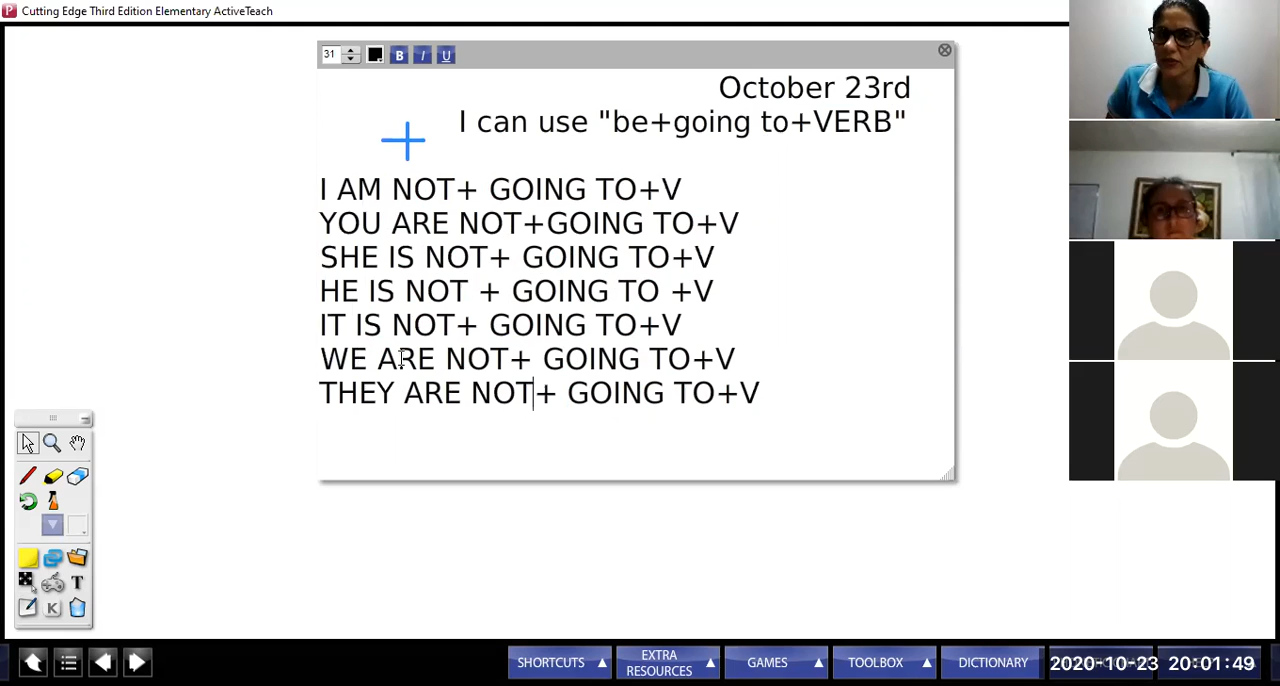 Cutting Edge Third Edition Elementary ActiveTeach
31
B I U
October 23rd
I can use "be+going to+VERB"
I AM NOT+ GOING TO+V
YOU ARE NOT+GOING TO+V
SHE IS NOT+ GOING TO+V
HE IS NOT + GOING TO +V
IT IS NOT+ GOING TO+V
WE ARE NOT+ GOING TO+V
THEY ARE NOT+ GOING TO+V
T
K
SHORTCUTS
EXTRA
RESOURCES
GAMES
TOOLBOX
DICTIONARY
2020-10-23 20:01:49